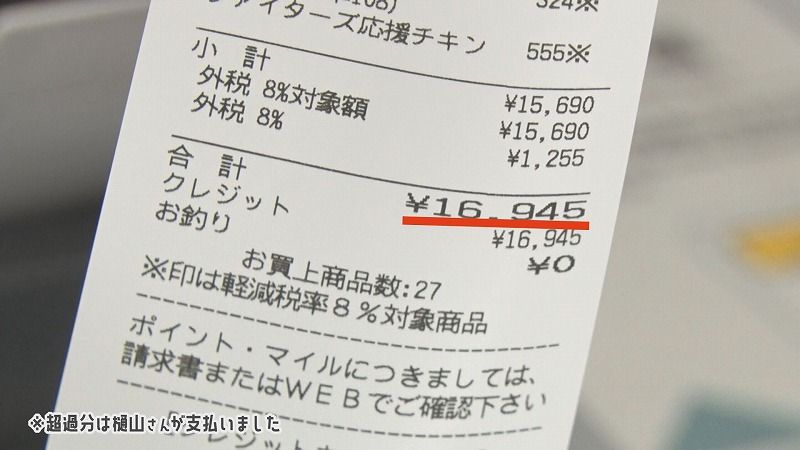 324※
ファイターズ応援チキン 555※
小 計 ¥15,690
外税 8%対象額 ¥15,690
外税 8% ¥1,255
合 計 ¥16,945
クレジット ¥16,945
お釣り ¥0
お買上商品数:27
※印は軽減税率8%対象商品
ポイント・マイルにつきましては、
請求書またはWEBでご確認下さい
※超過分は樋山さんが支払いました